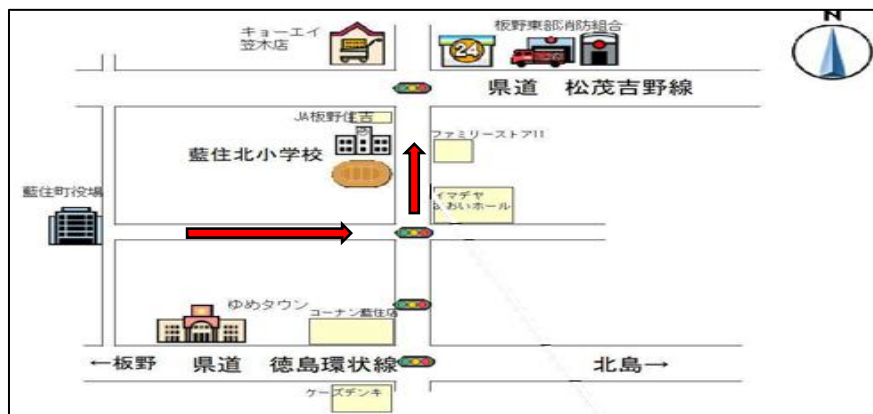 キョーエイ
笠木店
板野東部消防組合
N
24
県道 松茂吉野線
JA板野住吉
ファミリーストア11
藍住北小学校
藍住町役場
イマデヤ
あおいホール
ゆめタウン
コーナン藍住店
←板野 県道 徳島環状線
北島→
ケーズデンキ